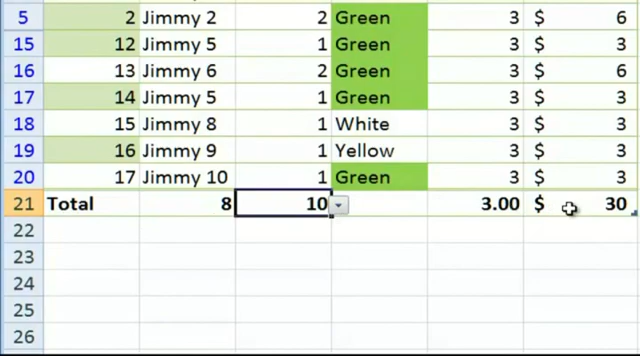 5 2 Jimmy 2 2 Green 3 $ 6
15 12 Jimmy 5 1 Green 3 $ 3
16 13 Jimmy 6 2 Green 3 $ 6
17 14 Jimmy 5 1 Green 3 $ 3
18 15 Jimmy 8 1 White 3 $ 3
19 16 Jimmy 9 1 Yellow 3 $ 3
20 17 Jimmy 10 1 Green 3 $ 3
21 Total 8 10 3.00 $ 30
22
23
24
25
26